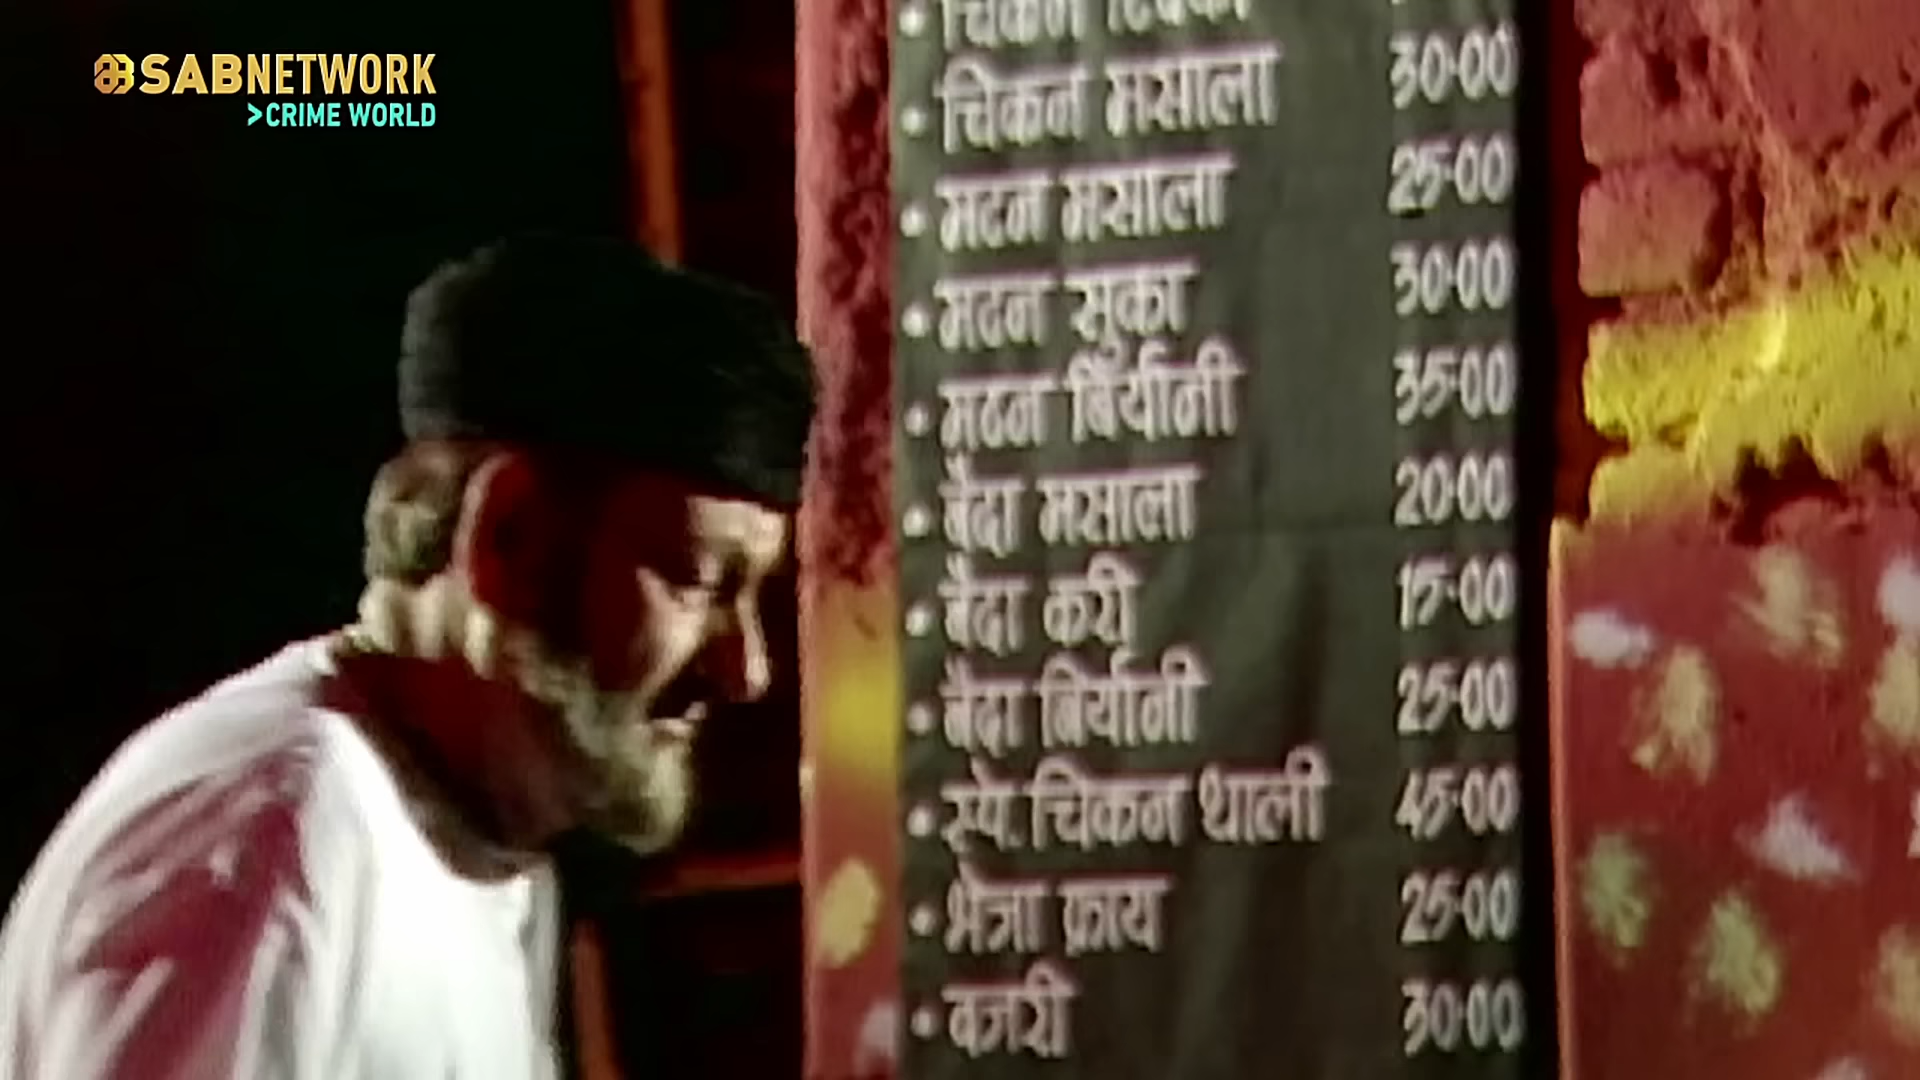 SABNETWORK
>CRIME WORLD
• चिकन
• चिकन मसाला 30·00
• मटन मसाला 25·00
• मटन सुका 30·00
• मटन बिर्यानी 35·00
• बैदा मसाला 20·00
• बैदा करी 15·00
• बैदा बिर्यानी 25·00
• स्पे. चिकन थाली 45·00
• भेजा फ्राय 25·00
• 30·00